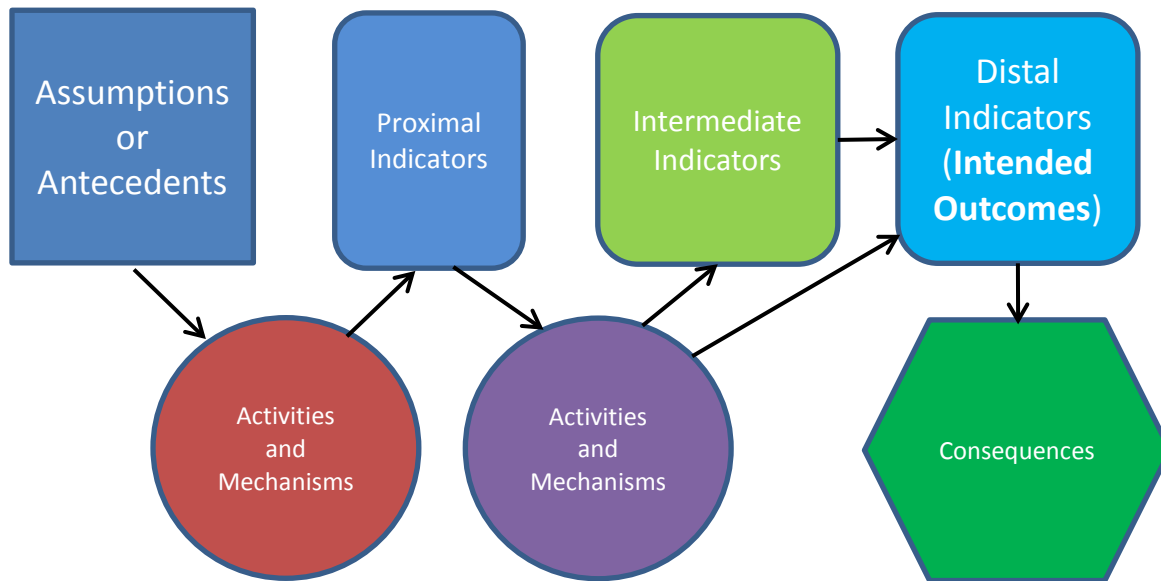 Assumptions
or
Antecedents
Proximal
Indicators
Intermediate
Indicators
Distal
Indicators
(Intended
Outcomes)
Activities
and
Mechanisms
Activities
and
Mechanisms
Consequences